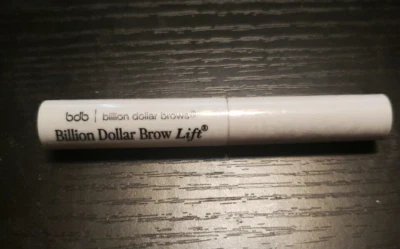 bdb | billion dollar brows™
Billion Dollar Brow Lift®